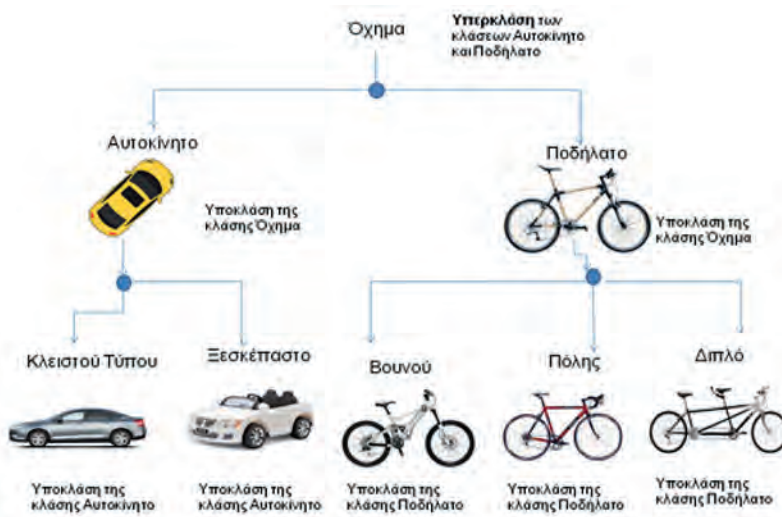 Όχημα
Υπερκλάση των
κλάσεων Αυτοκίνητο
και Ποδήλατο
Αυτοκίνητο
Ποδήλατο
Υποκλάση της
κλάσης Όχημα
Υποκλάση της
κλάσης Όχημα
Κλειστού Τύπου
Ξεσκέπαστο
Βουνού
Πόλης
Διπλό
Υποκλάση της
κλάσης Αυτοκίνητο
Υποκλάση της
κλάσης Αυτοκίνητο
Υποκλάση της
κλάσης Ποδήλατο
Υποκλάση της
κλάσης Ποδήλατο
Υποκλάση της
κλάσης Ποδήλατο